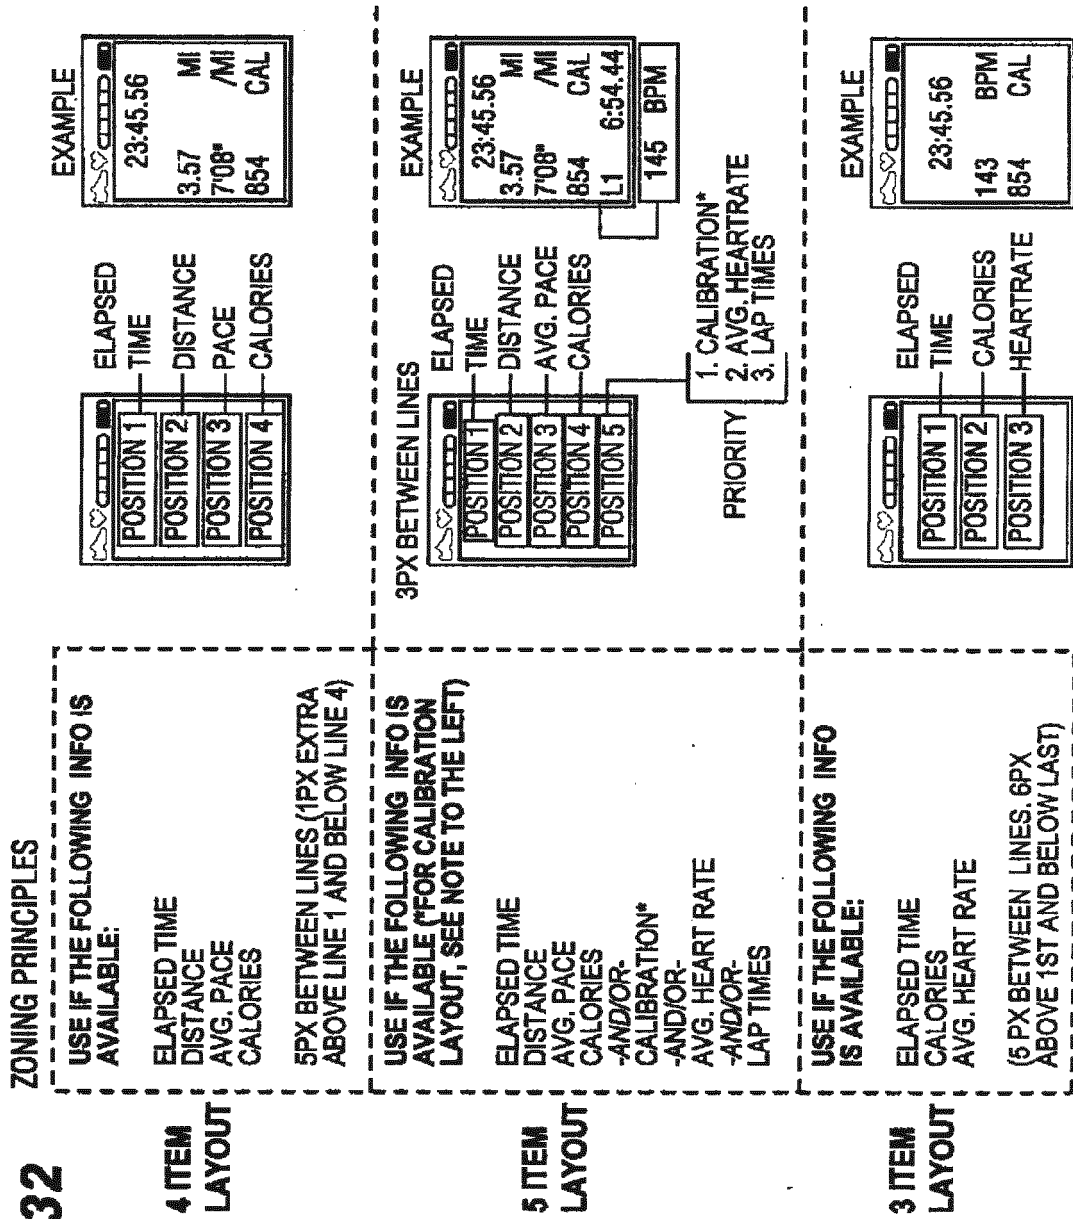 32
ZONING PRINCIPLES
4 ITEM
LAYOUT
USE IF THE FOLLOWING INFO IS
AVAILABLE:
ELAPSED TIME
DISTANCE
AVG. PACE
CALORIES
5PX BETWEEN LINES (1PX EXTRA
ABOVE LINE 1 AND BELOW LINE 4)
POSITION 1
POSITION 2
POSITION 3
POSITION 4
ELAPSED
TIME
DISTANCE
PACE
CALORIES
EXAMPLE
23:45.56
3.57 MI
7'08" /MI
854 CAL
5 ITEM
LAYOUT
USE IF THE FOLLOWING INFO IS
AVAILABLE (*FOR CALIBRATION
LAYOUT, SEE NOTE TO THE LEFT)
ELAPSED TIME
DISTANCE
AVG. PACE
CALORIES
-AND/OR-
CALIBRATION*
-AND/OR-
AVG. HEART RATE
-AND/OR-
LAP TIMES
3PX BETWEEN LINES
POSITION 1
POSITION 2
POSITION 3
POSITION 4
POSITION 5
ELAPSED
TIME
DISTANCE
AVG. PACE
CALORIES
PRIORITY
1. CALIBRATION*
2. AVG. HEARTRATE
3. LAP TIMES
EXAMPLE
23:45.56
3.57 MI
7'08" /MI
854 CAL
L1 6:54.44
145 BPM
3 ITEM
LAYOUT
USE IF THE FOLLOWING INFO
IS AVAILABLE:
ELAPSED TIME
CALORIES
AVG. HEART RATE
(5 PX BETWEEN LINES. 6PX
ABOVE 1ST AND BELOW LAST)
POSITION 1
POSITION 2
POSITION 3
ELAPSED
TIME
CALORIES
HEARTRATE
EXAMPLE
23:45.56
143 BPM
854 CAL